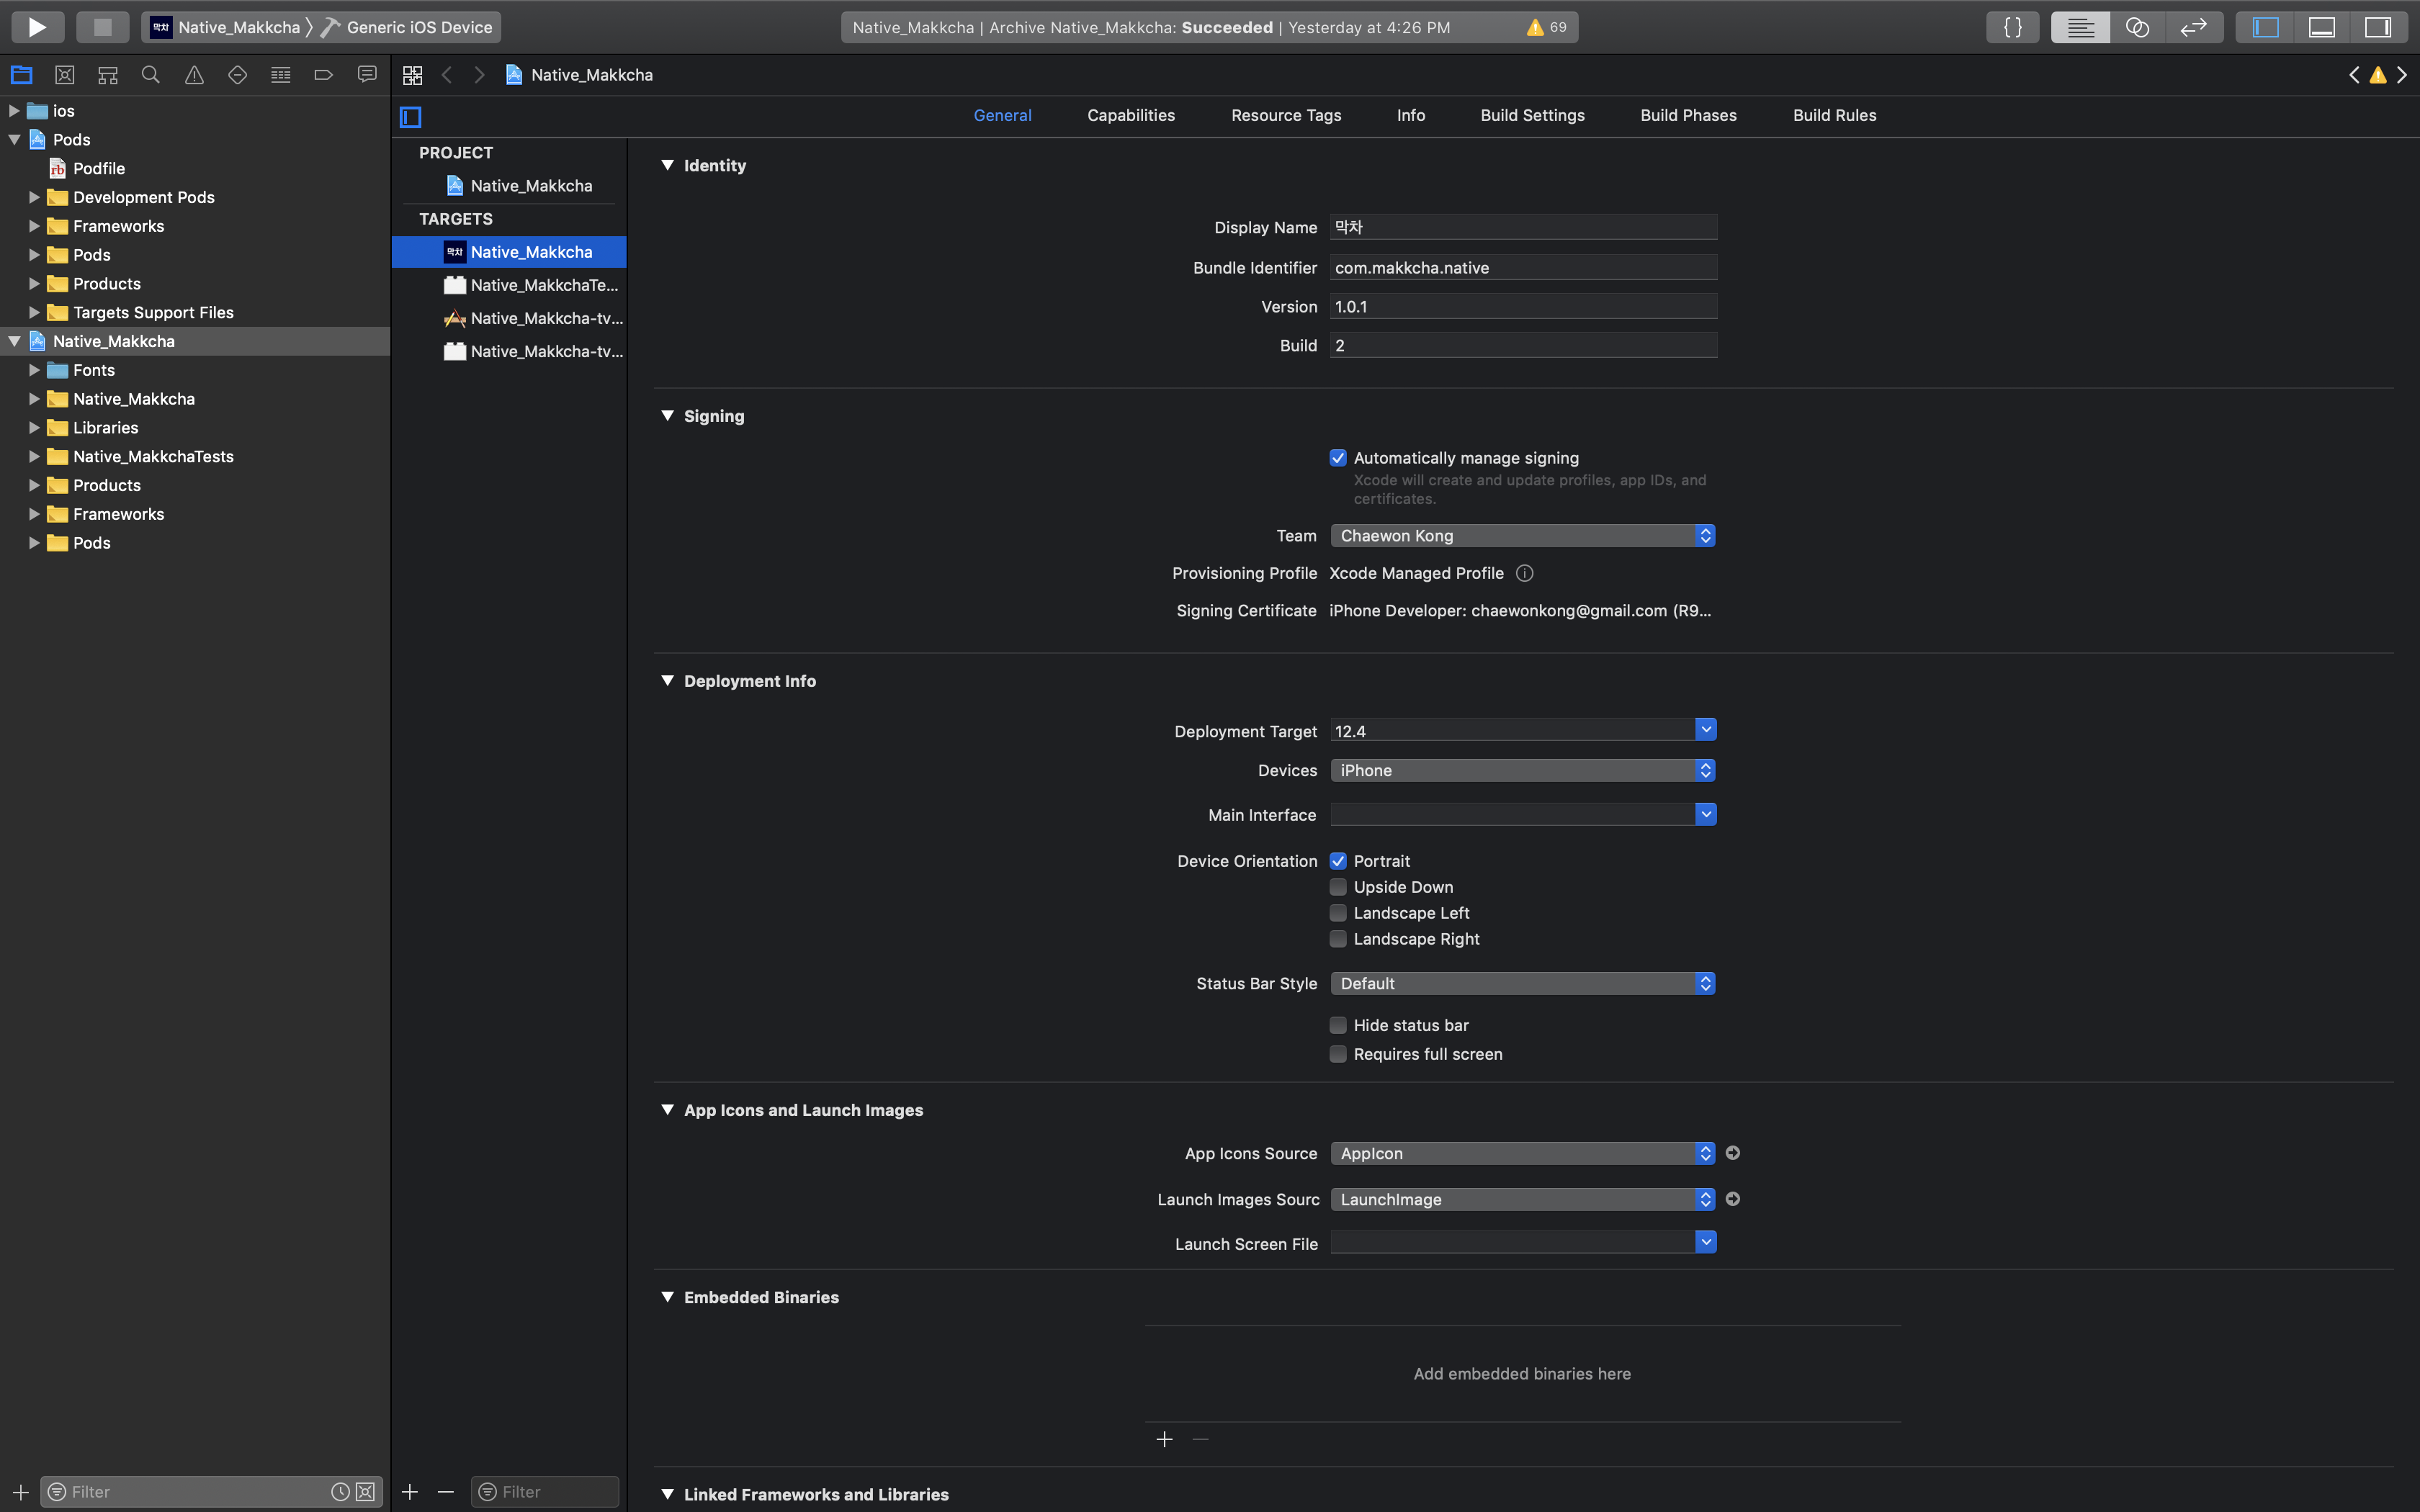 막차 Native_Makkcha Generic iOS Device
Native_Makkcha | Archive Native_Makkcha: Succeeded | Yesterday at 4:26 PM 69
Native_Makkcha
ios
Pods
Podfile
Development Pods
Frameworks
Pods
Products
Targets Support Files
Native_Makkcha
Fonts
Native_Makkcha
Libraries
Native_MakkchaTests
Products
Frameworks
Pods
Filter
General Capabilities Resource Tags Info Build Settings Build Phases Build Rules
PROJECT
Native_Makkcha
TARGETS
막차 Native_Makkcha
Native_MakkchaTe...
Native_Makkcha-tv...
Native_Makkcha-tv...
Filter
Identity
Display Name 막차
Bundle Identifier com.makkcha.native
Version 1.0.1
Build 2
Signing
Automatically manage signing
Xcode will create and update profiles, app IDs, and
certificates.
Team Chaewon Kong
Provisioning Profile Xcode Managed Profile
Signing Certificate iPhone Developer: chaewonkong@gmail.com (R9...
Deployment Info
Deployment Target 12.4
Devices iPhone
Main Interface
Device Orientation Portrait
Upside Down
Landscape Left
Landscape Right
Status Bar Style Default
Hide status bar
Requires full screen
App Icons and Launch Images
App Icons Source AppIcon
Launch Images Sourc LaunchImage
Launch Screen File
Embedded Binaries
Add embedded binaries here
Linked Frameworks and Libraries